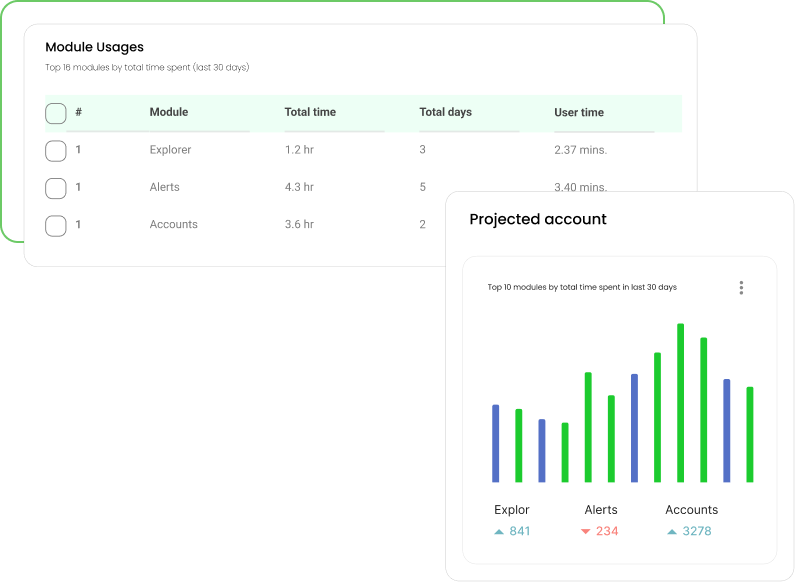 Module Usages
Top 16 modules by total time spent (last 30 days)
# Module Total time Total days User time
1 Explorer 1.2 hr 3 2.37 mins.
1 Alerts 4.3 hr 5 3.40 mins.
1 Accounts 3.6 hr 2
Projected account
Top 10 modules by total time spent in last 30 days
Explor Alerts Accounts
841 234 3278